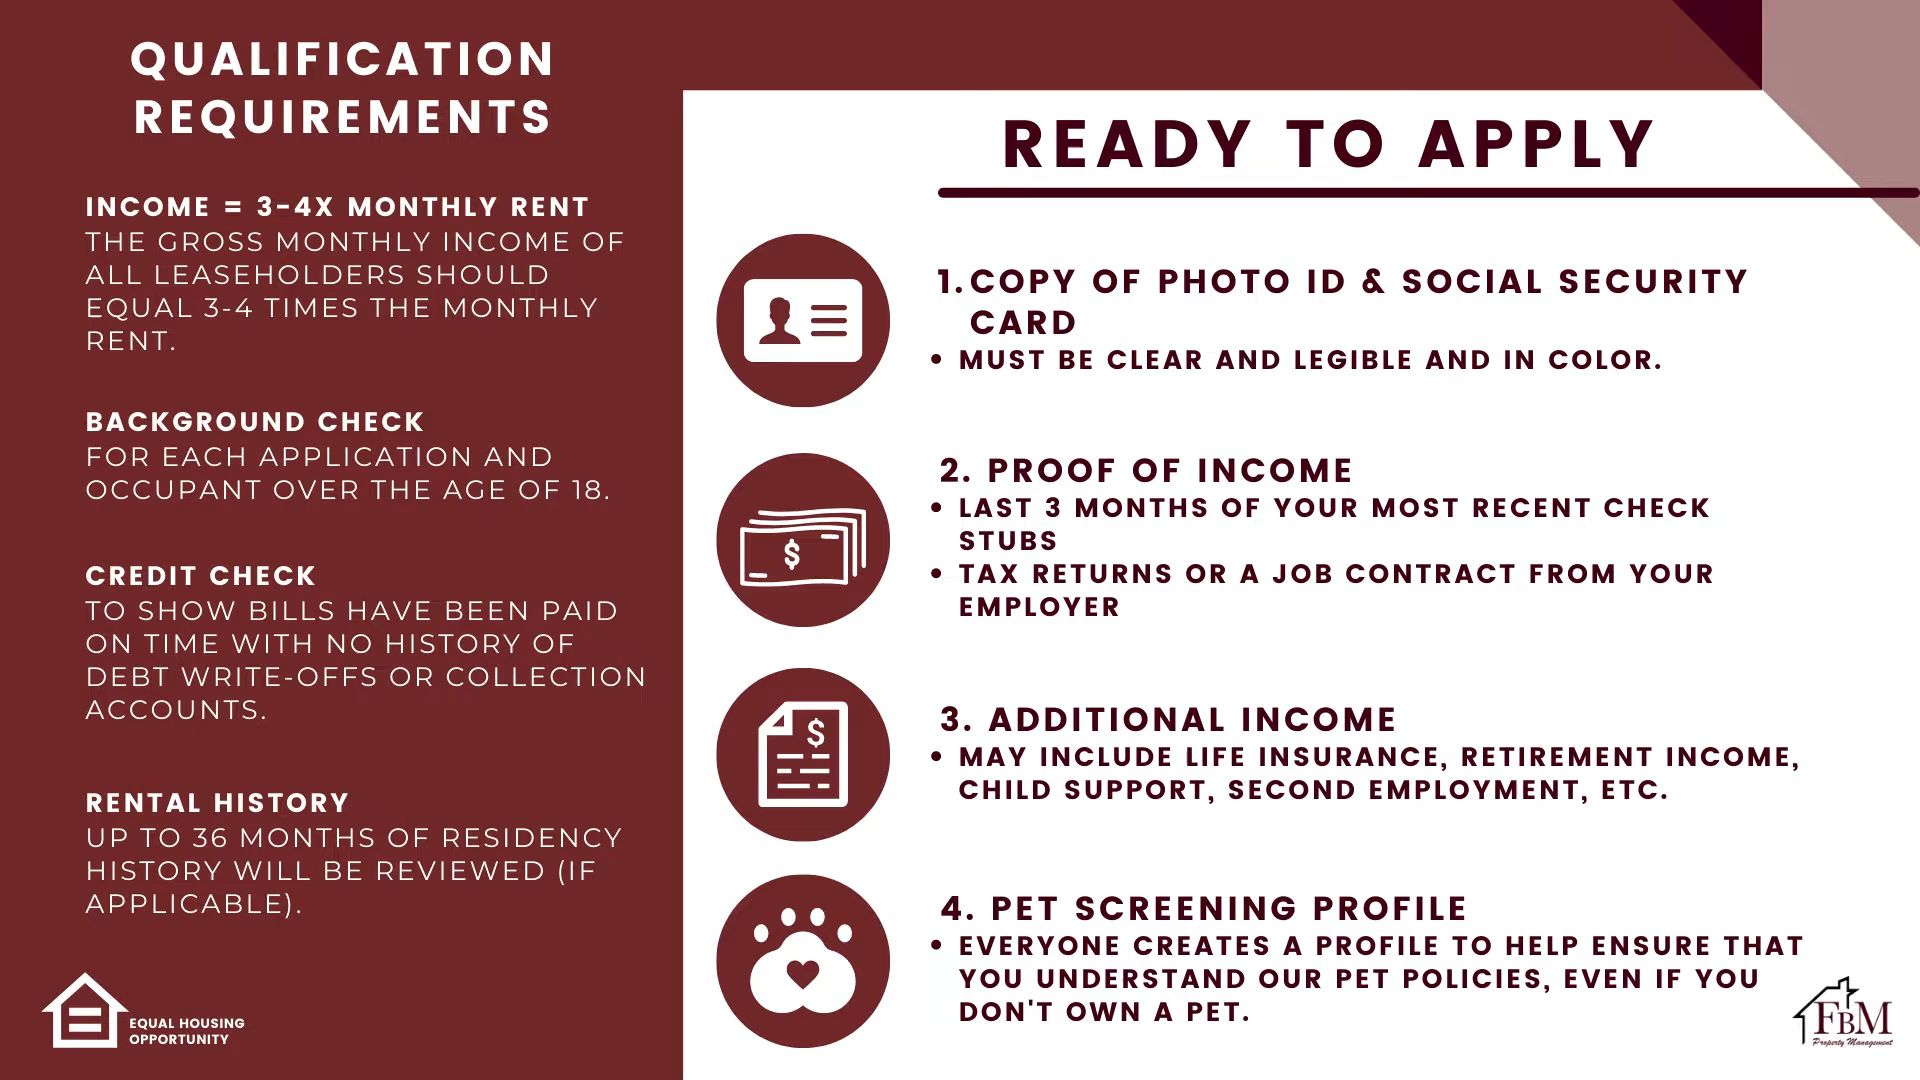 QUALIFICATION
REQUIREMENTS
INCOME = 3-4X MONTHLY RENT
THE GROSS MONTHLY INCOME OF
ALL LEASEHOLDERS SHOULD
EQUAL 3-4 TIMES THE MONTHLY
RENT.
BACKGROUND CHECK
FOR EACH APPLICATION AND
OCCUPANT OVER THE AGE OF 18.
CREDIT CHECK
TO SHOW BILLS HAVE BEEN PAID
ON TIME WITH NO HISTORY OF
DEBT WRITE-OFFS OR COLLECTION
ACCOUNTS.
RENTAL HISTORY
UP TO 36 MONTHS OF RESIDENCY
HISTORY WILL BE REVIEWED (IF
APPLICABLE).
EQUAL HOUSING
OPPORTUNITY
READY TO APPLY
1. COPY OF PHOTO ID & SOCIAL SECURITY
CARD
• MUST BE CLEAR AND LEGIBLE AND IN COLOR.
2. PROOF OF INCOME
• LAST 3 MONTHS OF YOUR MOST RECENT CHECK
STUBS
• TAX RETURNS OR A JOB CONTRACT FROM YOUR
EMPLOYER
$
3. ADDITIONAL INCOME
• MAY INCLUDE LIFE INSURANCE, RETIREMENT INCOME,
CHILD SUPPORT, SECOND EMPLOYMENT, ETC.
$
4. PET SCREENING PROFILE
• EVERYONE CREATES A PROFILE TO HELP ENSURE THAT
YOU UNDERSTAND OUR PET POLICIES, EVEN IF YOU
DON'T OWN A PET.
FBM
Property Management